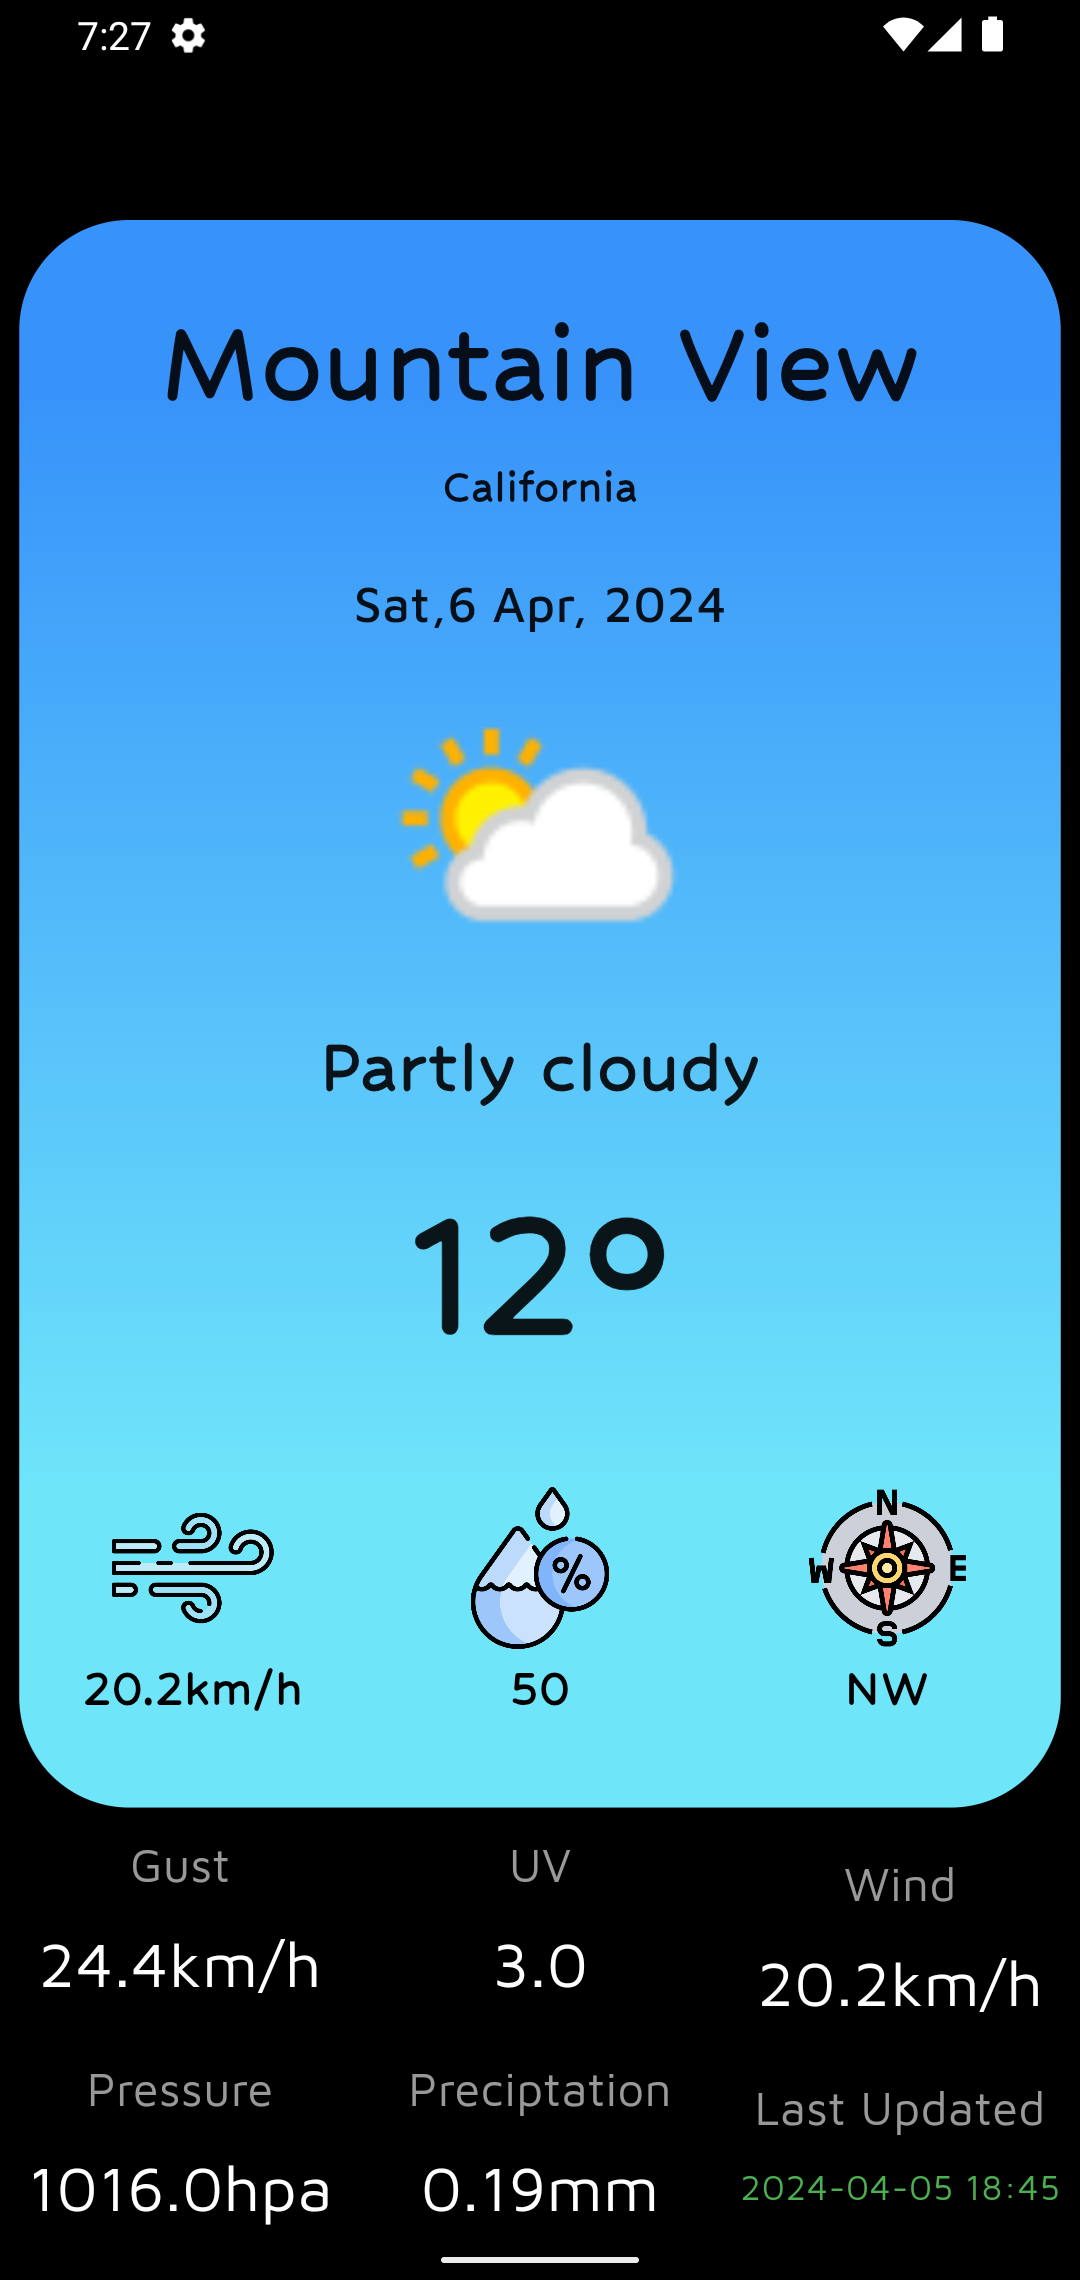 7:27
Mountain View
California
Sat,6 Apr, 2024
Partly cloudy
12°
%
N
W
E
S
20.2km/h
50
NW
Gust
UV
Wind
24.4km/h
3.0
20.2km/h
Pressure
Preciptation
Last Updated
1016.0hpa
0.19mm
2024-04-05 18:45